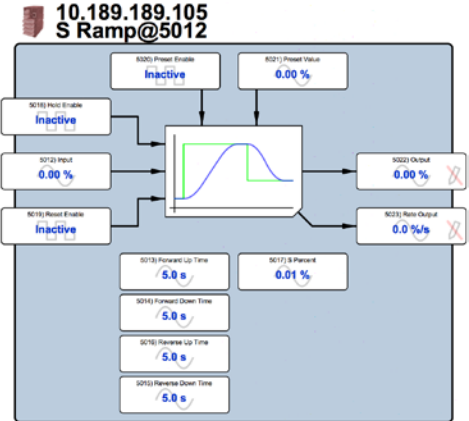 10.189.189.105
S Ramp@5012
5020) Preset Enable
Inactive
5021) Preset Value
0.00 %
5018) Hold Enable
Inactive
5012) Input
0.00 %
5022) Output
0.00 %
5019) Reset Enable
Inactive
5023) Rate Output
0.0 %/s
5013) Forward Up Time
5.0 s
5017) S Percent
0.01 %
5014) Forward Down Time
5.0 s
5016) Reverse Up Time
5.0 s
5015) Reverse Down Time
5.0 s